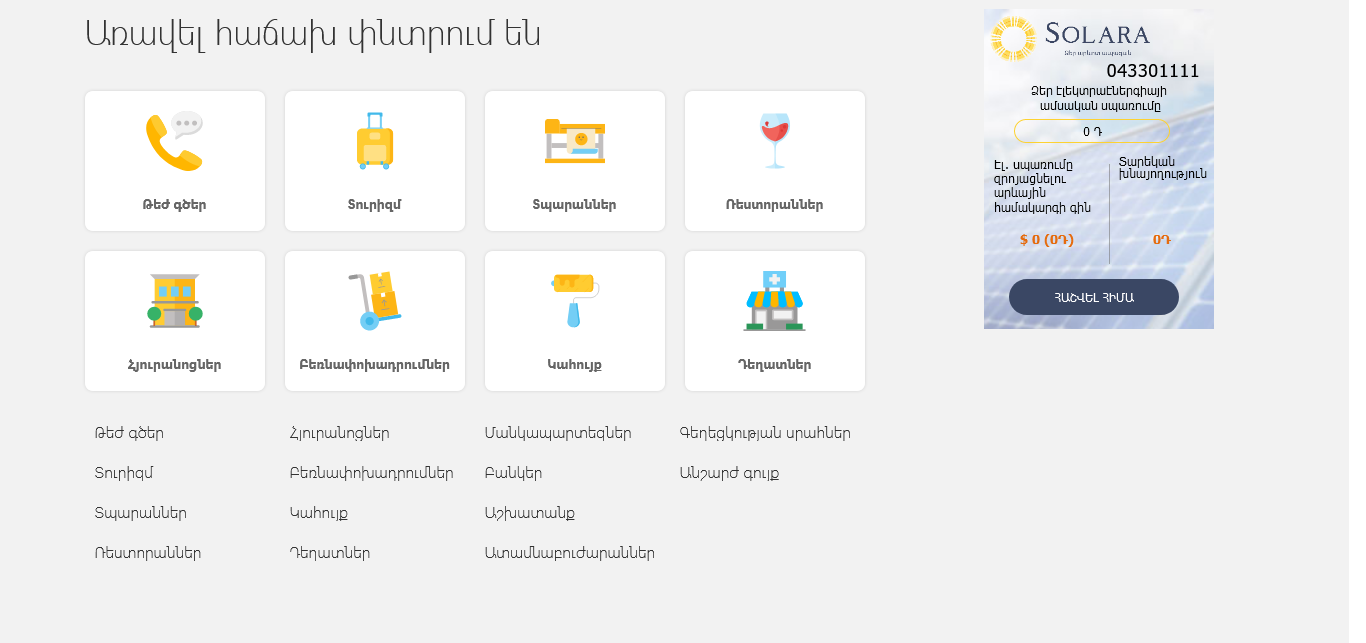 Առավել հաճախ փնտրում են
Թեժ գծեր
Տուրիզմ
Տպարաններ
Ռեստորաններ
Հյուրանոցներ
Բեռնափոխադրումներ
Կահույք
Դեղատներ
Թեժ գծեր
Հյուրանոցներ
Մանկապարտեզներ
Գեղեցկության սրահներ
Տուրիզմ
Բեռնափոխադրումներ
Բանկեր
Անշարժ գույք
Տպարաններ
Կահույք
Աշխատանք
Ռեստորաններ
Դեղատներ
Ատամնաբուժարաններ
SOLARA
Ձեր արևոտ ապագան
043301111
Ձեր էլեկտրաէներգիայի
ամսական սպառումը
0 Դ
Էլ. սպառումը
զրոյացնելու
արևային
համակարգի գին
$ 0 (0Դ)
Տարեկան
խնայողություն
0Դ
ՀԱՇՎԵԼ ՀԻՄԱ